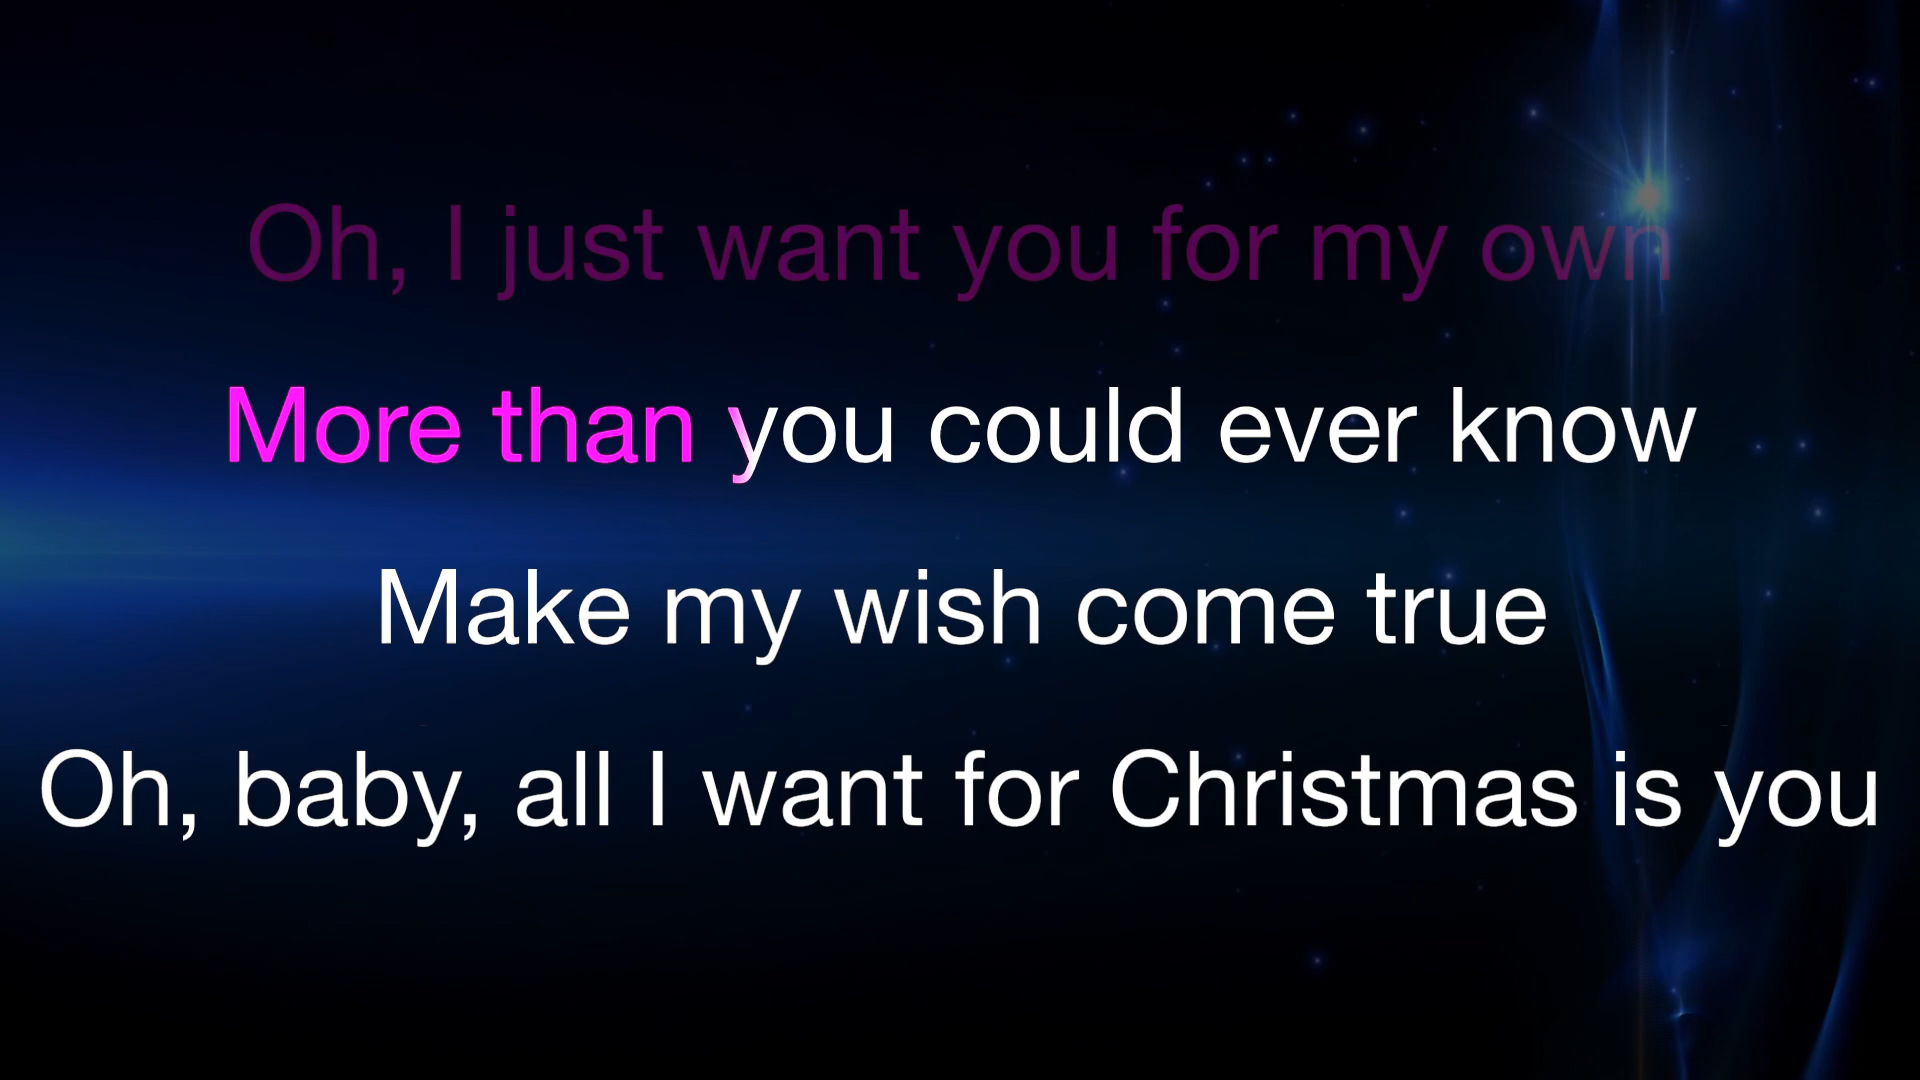 Oh, I just want you for my own
More than you could ever know
Make my wish come true
Oh, baby, all I want for Christmas is you